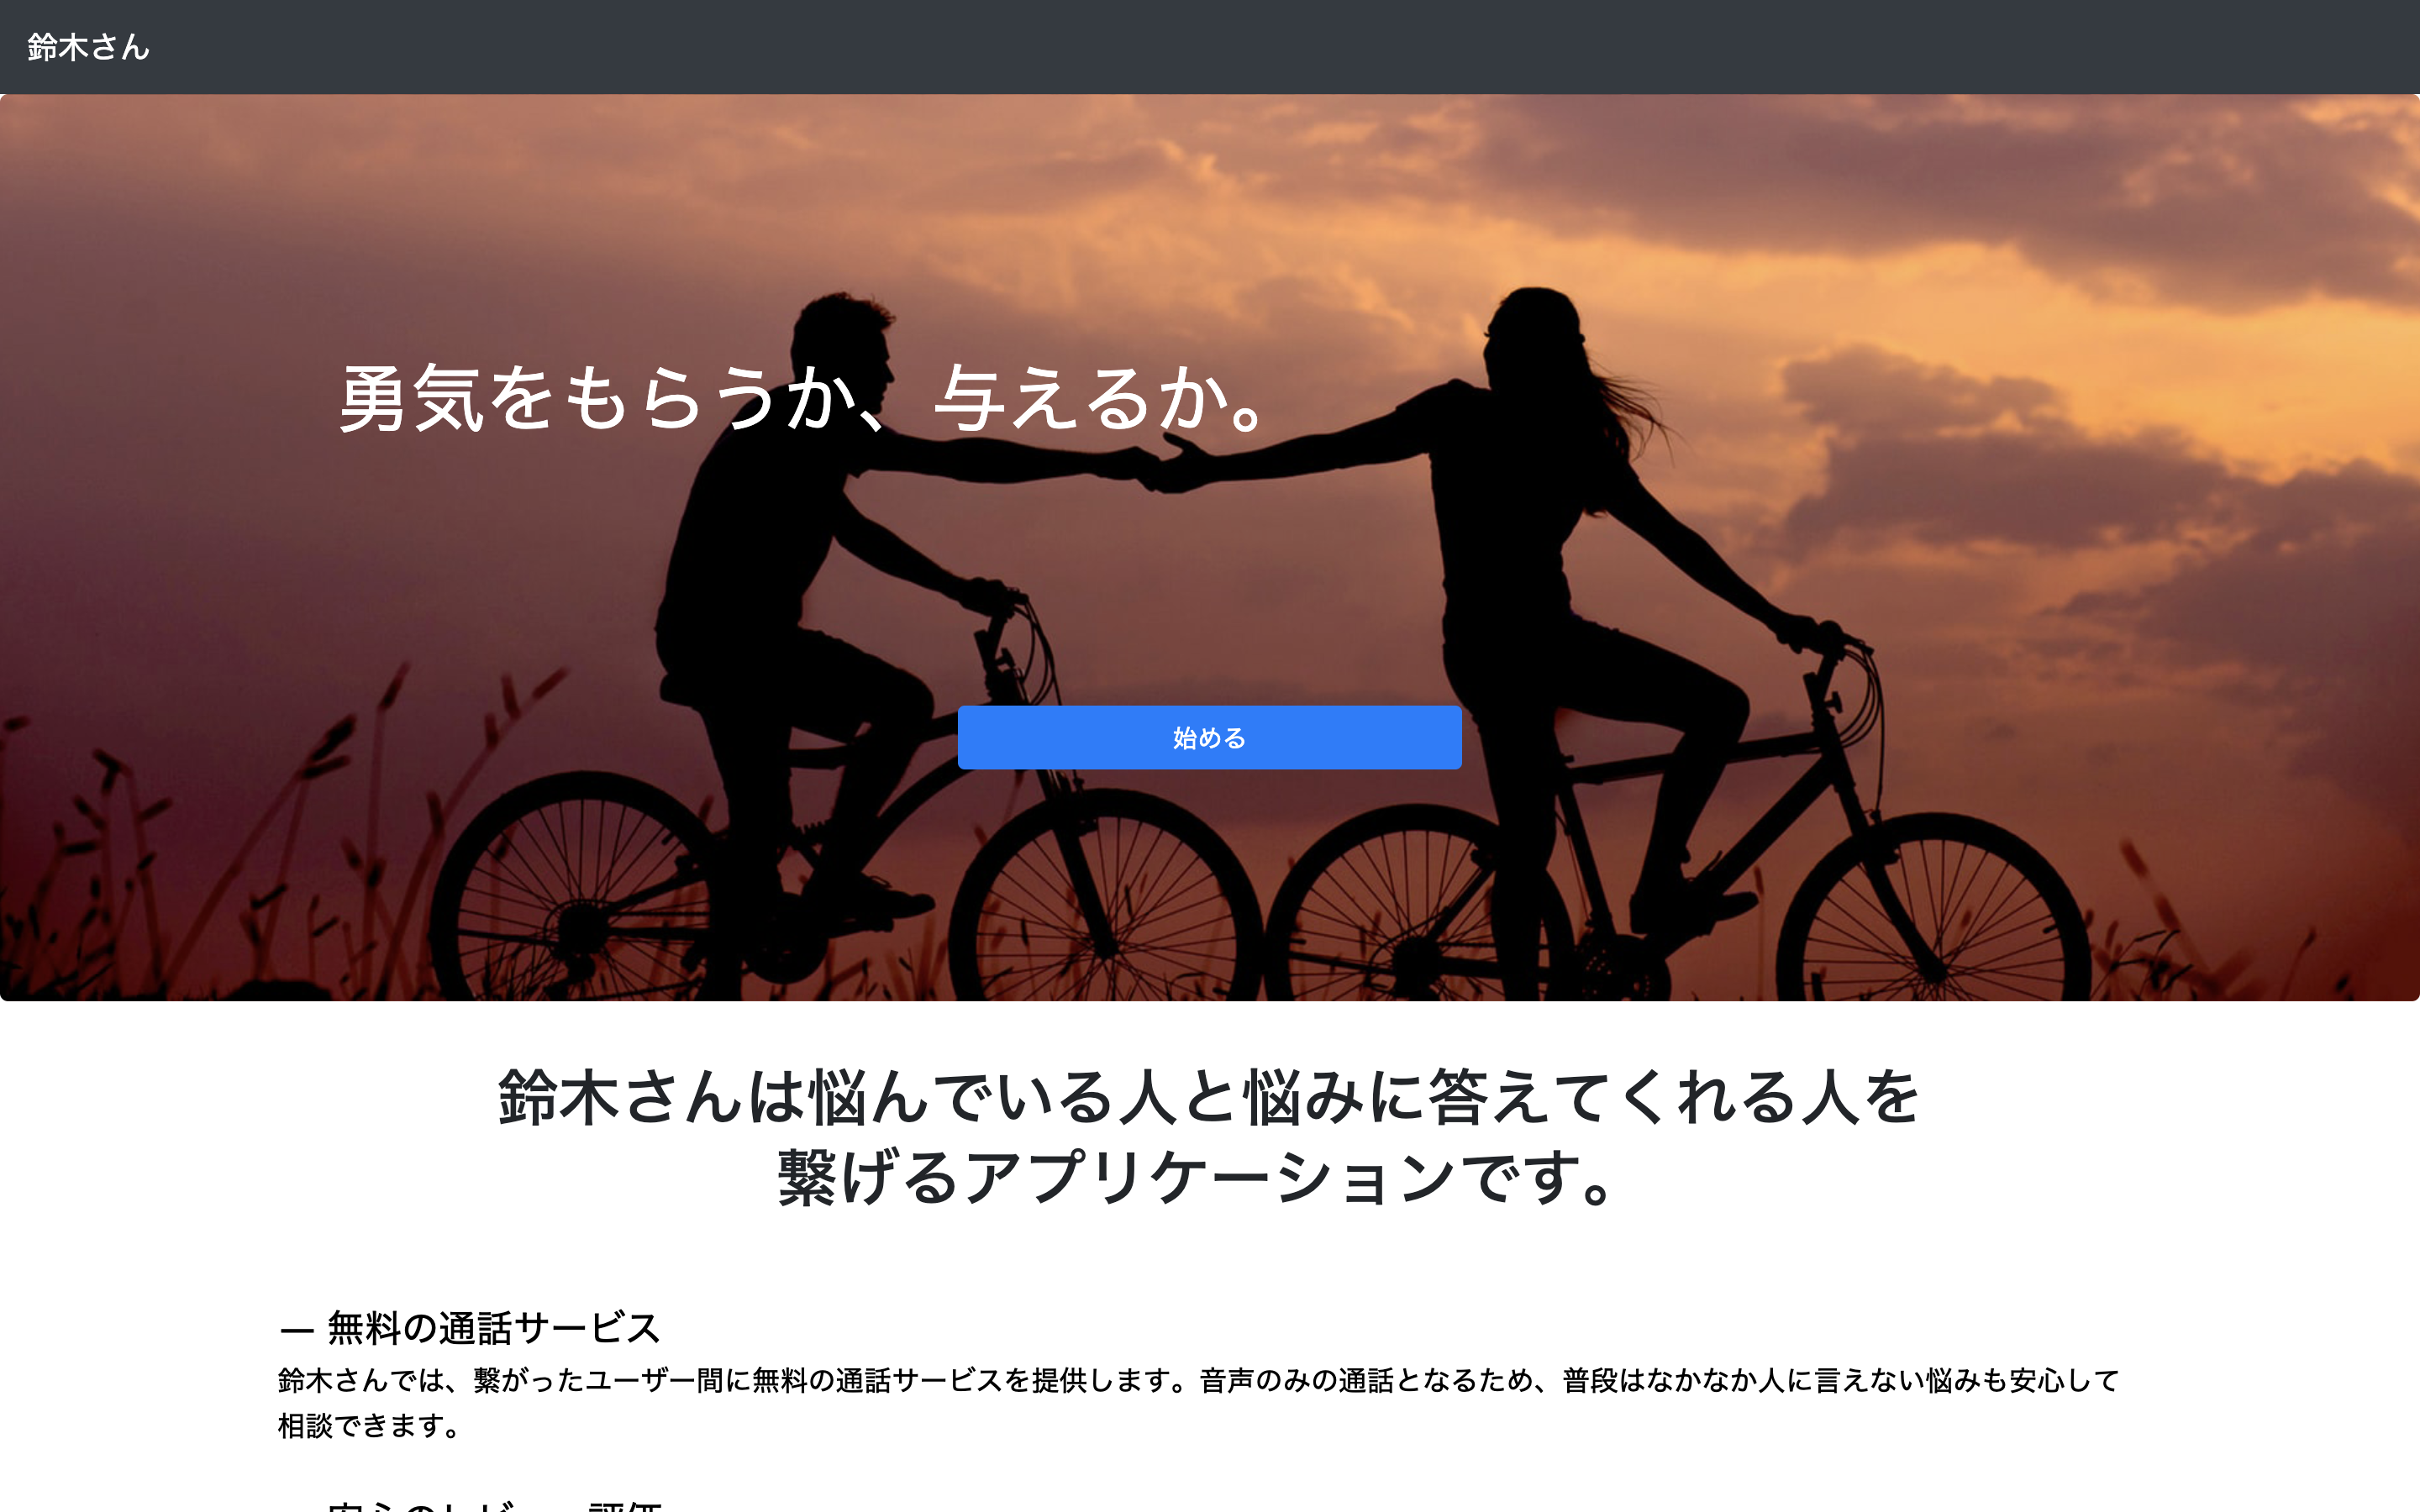 鈴木さん
勇気をもらうか、与えるか。
始める
鈴木さんは悩んでいる人と悩みに答えてくれる人を
繋げるアプリケーションです。
― 無料の通話サービス
鈴木さんでは、繋がったユーザー間に無料の通話サービスを提供します。音声のみの通話となるため、普段はなかなか人に言えない悩みも安心して
相談できます。